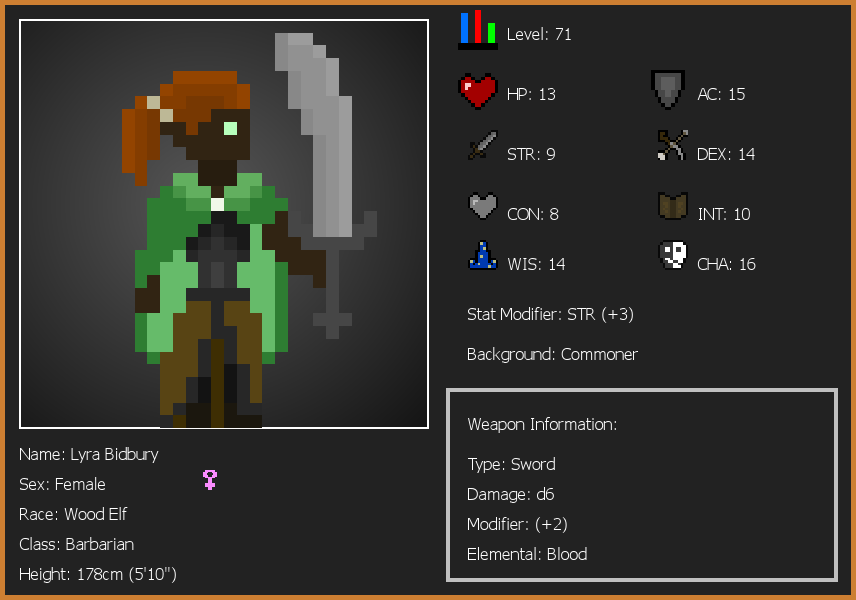 Level: 71
HP: 13
AC: 15
STR: 9
DEX: 14
CON: 8
INT: 10
WIS: 14
CHA: 16
Stat Modifier: STR (+3)
Background: Commoner
Weapon Information:
Type: Sword
Damage: d6
Modifier: (+2)
Elemental: Blood
Name: Lyra Bidbury
Sex: Female
Race: Wood Elf
Class: Barbarian
Height: 178cm (5'10")